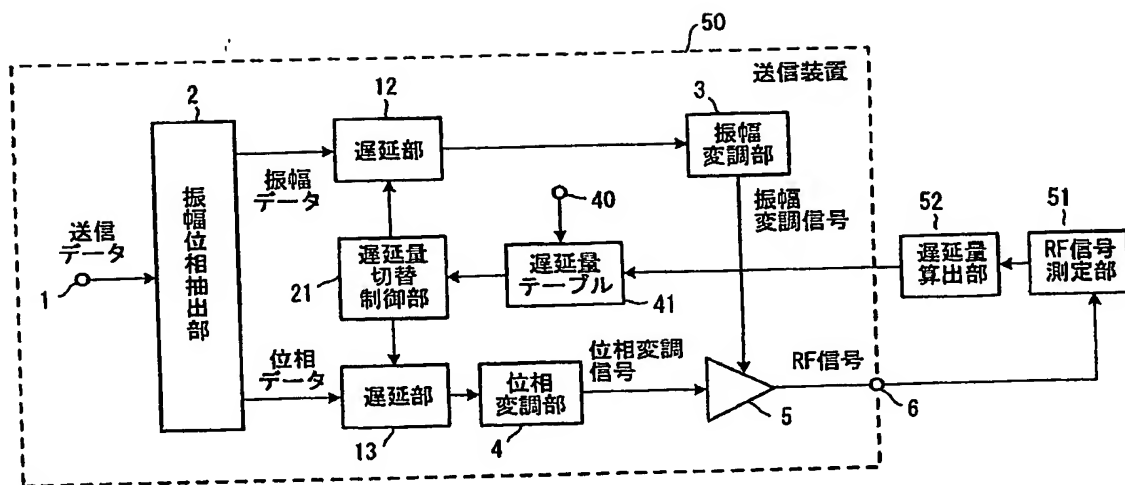 50
送信装置
2
12
3
振幅位相抽出部
遅延部
振幅
変調部
振幅
データ
40
振幅
変調信号
52
51
送信
データ
1
21
遅延量
切替
制御部
遅延量
テーブル
41
遅延量
算出部
RF信号
測定部
位相
データ
遅延部
13
位相
変調部
4
位相変調
信号
5
RF信号
6